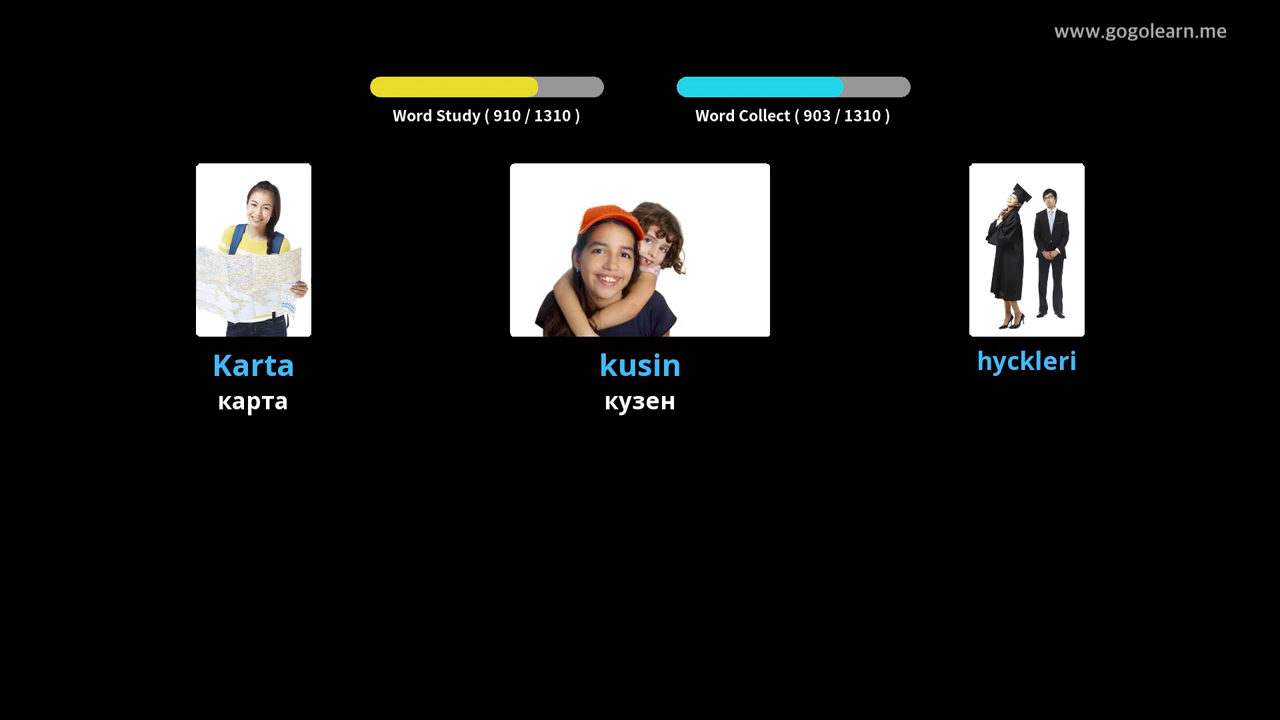 www.gogolearn.me
Word Study ( 910 / 1310 )
Word Collect ( 903 / 1310 )
Karta
карта
kusin
кузен
hyckleri